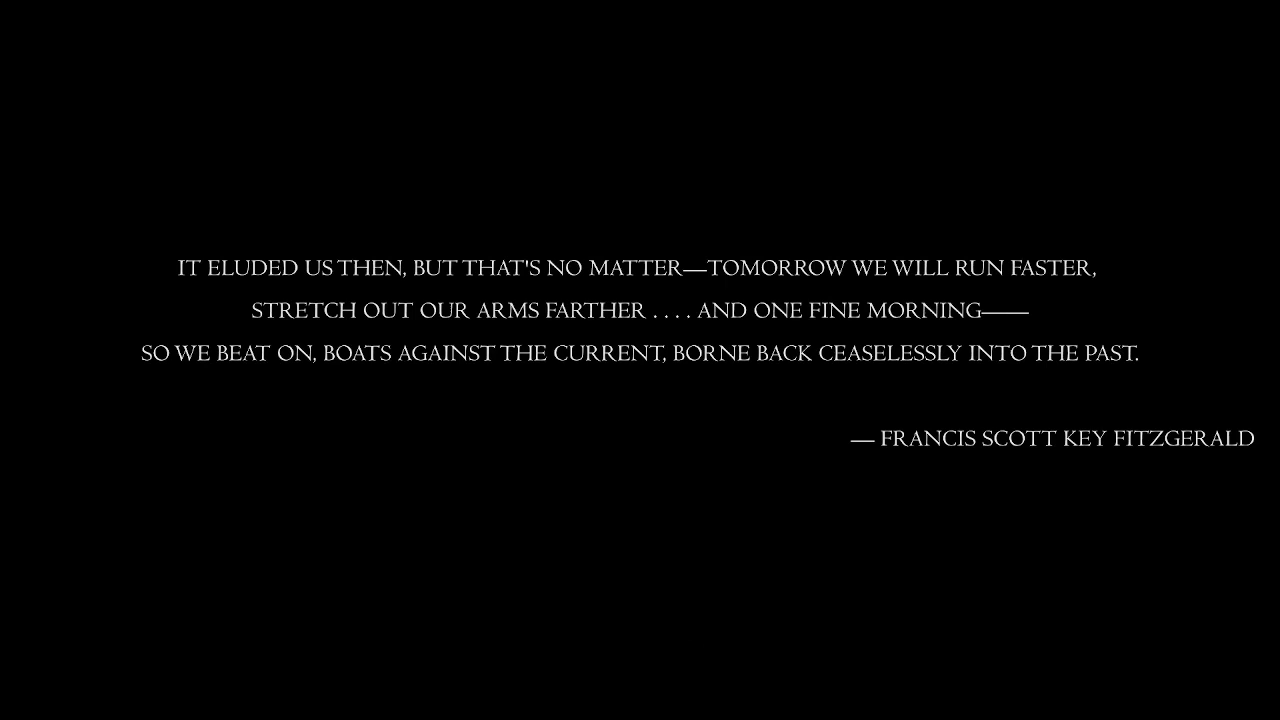 IT ELUDED US THEN, BUT THAT'S NO MATTER—TOMORROW WE WILL RUN FASTER,
STRETCH OUT OUR ARMS FARTHER . . . . AND ONE FINE MORNING——
SO WE BEAT ON, BOATS AGAINST THE CURRENT, BORNE BACK CEASELESSLY INTO THE PAST.
— FRANCIS SCOTT KEY FITZGERALD